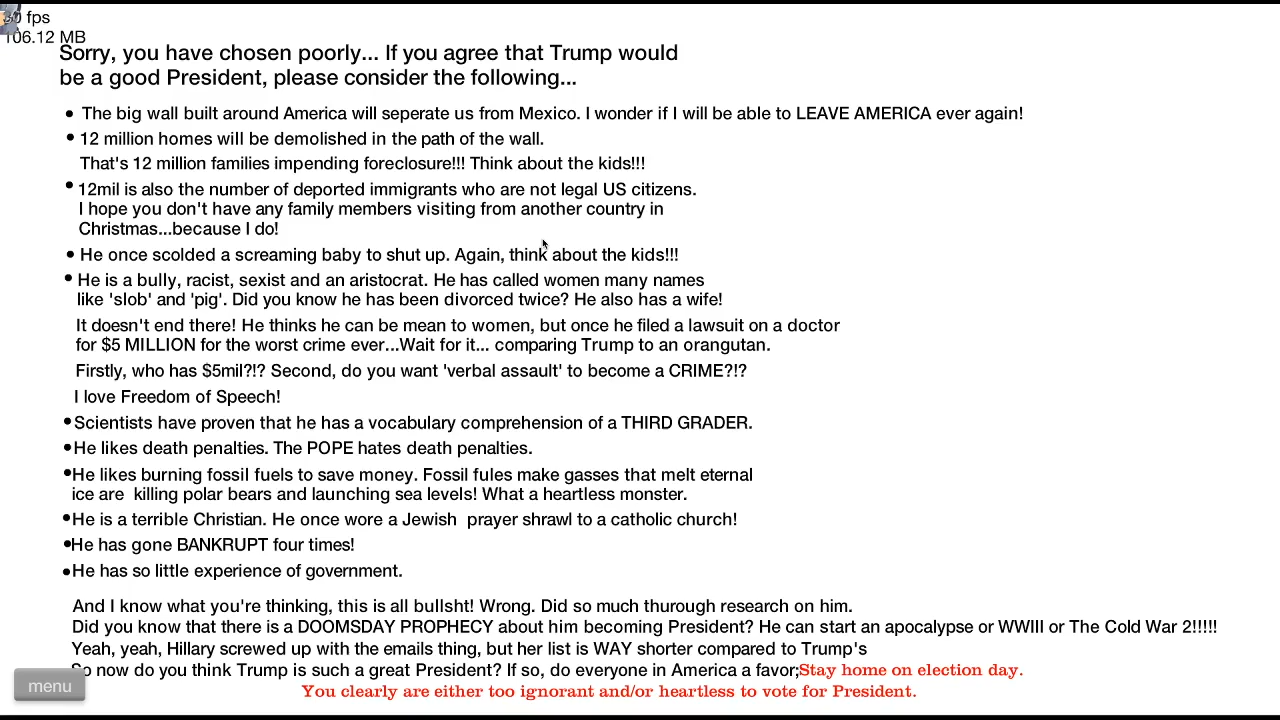 30 fps
106.12 MB
Sorry, you have chosen poorly... If you agree that Trump would
be a good President, please consider the following...
• The big wall built around America will seperate us from Mexico. I wonder if I will be able to LEAVE AMERICA ever again!
• 12 million homes will be demolished in the path of the wall.
That's 12 million families impending foreclosure!!! Think about the kids!!!
• 12mil is also the number of deported immigrants who are not legal US citizens.
I hope you don't have any family members visiting from another country in
Christmas...because I do!
• He once scolded a screaming baby to shut up. Again, think about the kids!!!
• He is a bully, racist, sexist and an aristocrat. He has called women many names
like 'slob' and 'pig'. Did you know he has been divorced twice? He also has a wife!
It doesn't end there! He thinks he can be mean to women, but once he filed a lawsuit on a doctor
for $5 MILLION for the worst crime ever...Wait for it... comparing Trump to an orangutan.
Firstly, who has $5mil?!? Second, do you want 'verbal assault' to become a CRIME?!?
I love Freedom of Speech!
•Scientists have proven that he has a vocabulary comprehension of a THIRD GRADER.
•He likes death penalties. The POPE hates death penalties.
•He likes burning fossil fuels to save money. Fossil fules make gasses that melt eternal
ice are killing polar bears and launching sea levels! What a heartless monster.
•He is a terrible Christian. He once wore a Jewish prayer shrawl to a catholic church!
•He has gone BANKRUPT four times!
•He has so little experience of government.
And I know what you're thinking, this is all bullsht! Wrong. Did so much thurough research on him.
Did you know that there is a DOOMSDAY PROPHECY about him becoming President? He can start an apocalypse or WWIII or The Cold War 2!!!!!
Yeah, yeah, Hillary screwed up with the emails thing, but her list is WAY shorter compared to Trump's
So now do you think Trump is such a great President? If so, do everyone in America a favor;Stay home on election day.
You clearly are either too ignorant and/or heartless to vote for President.
menu